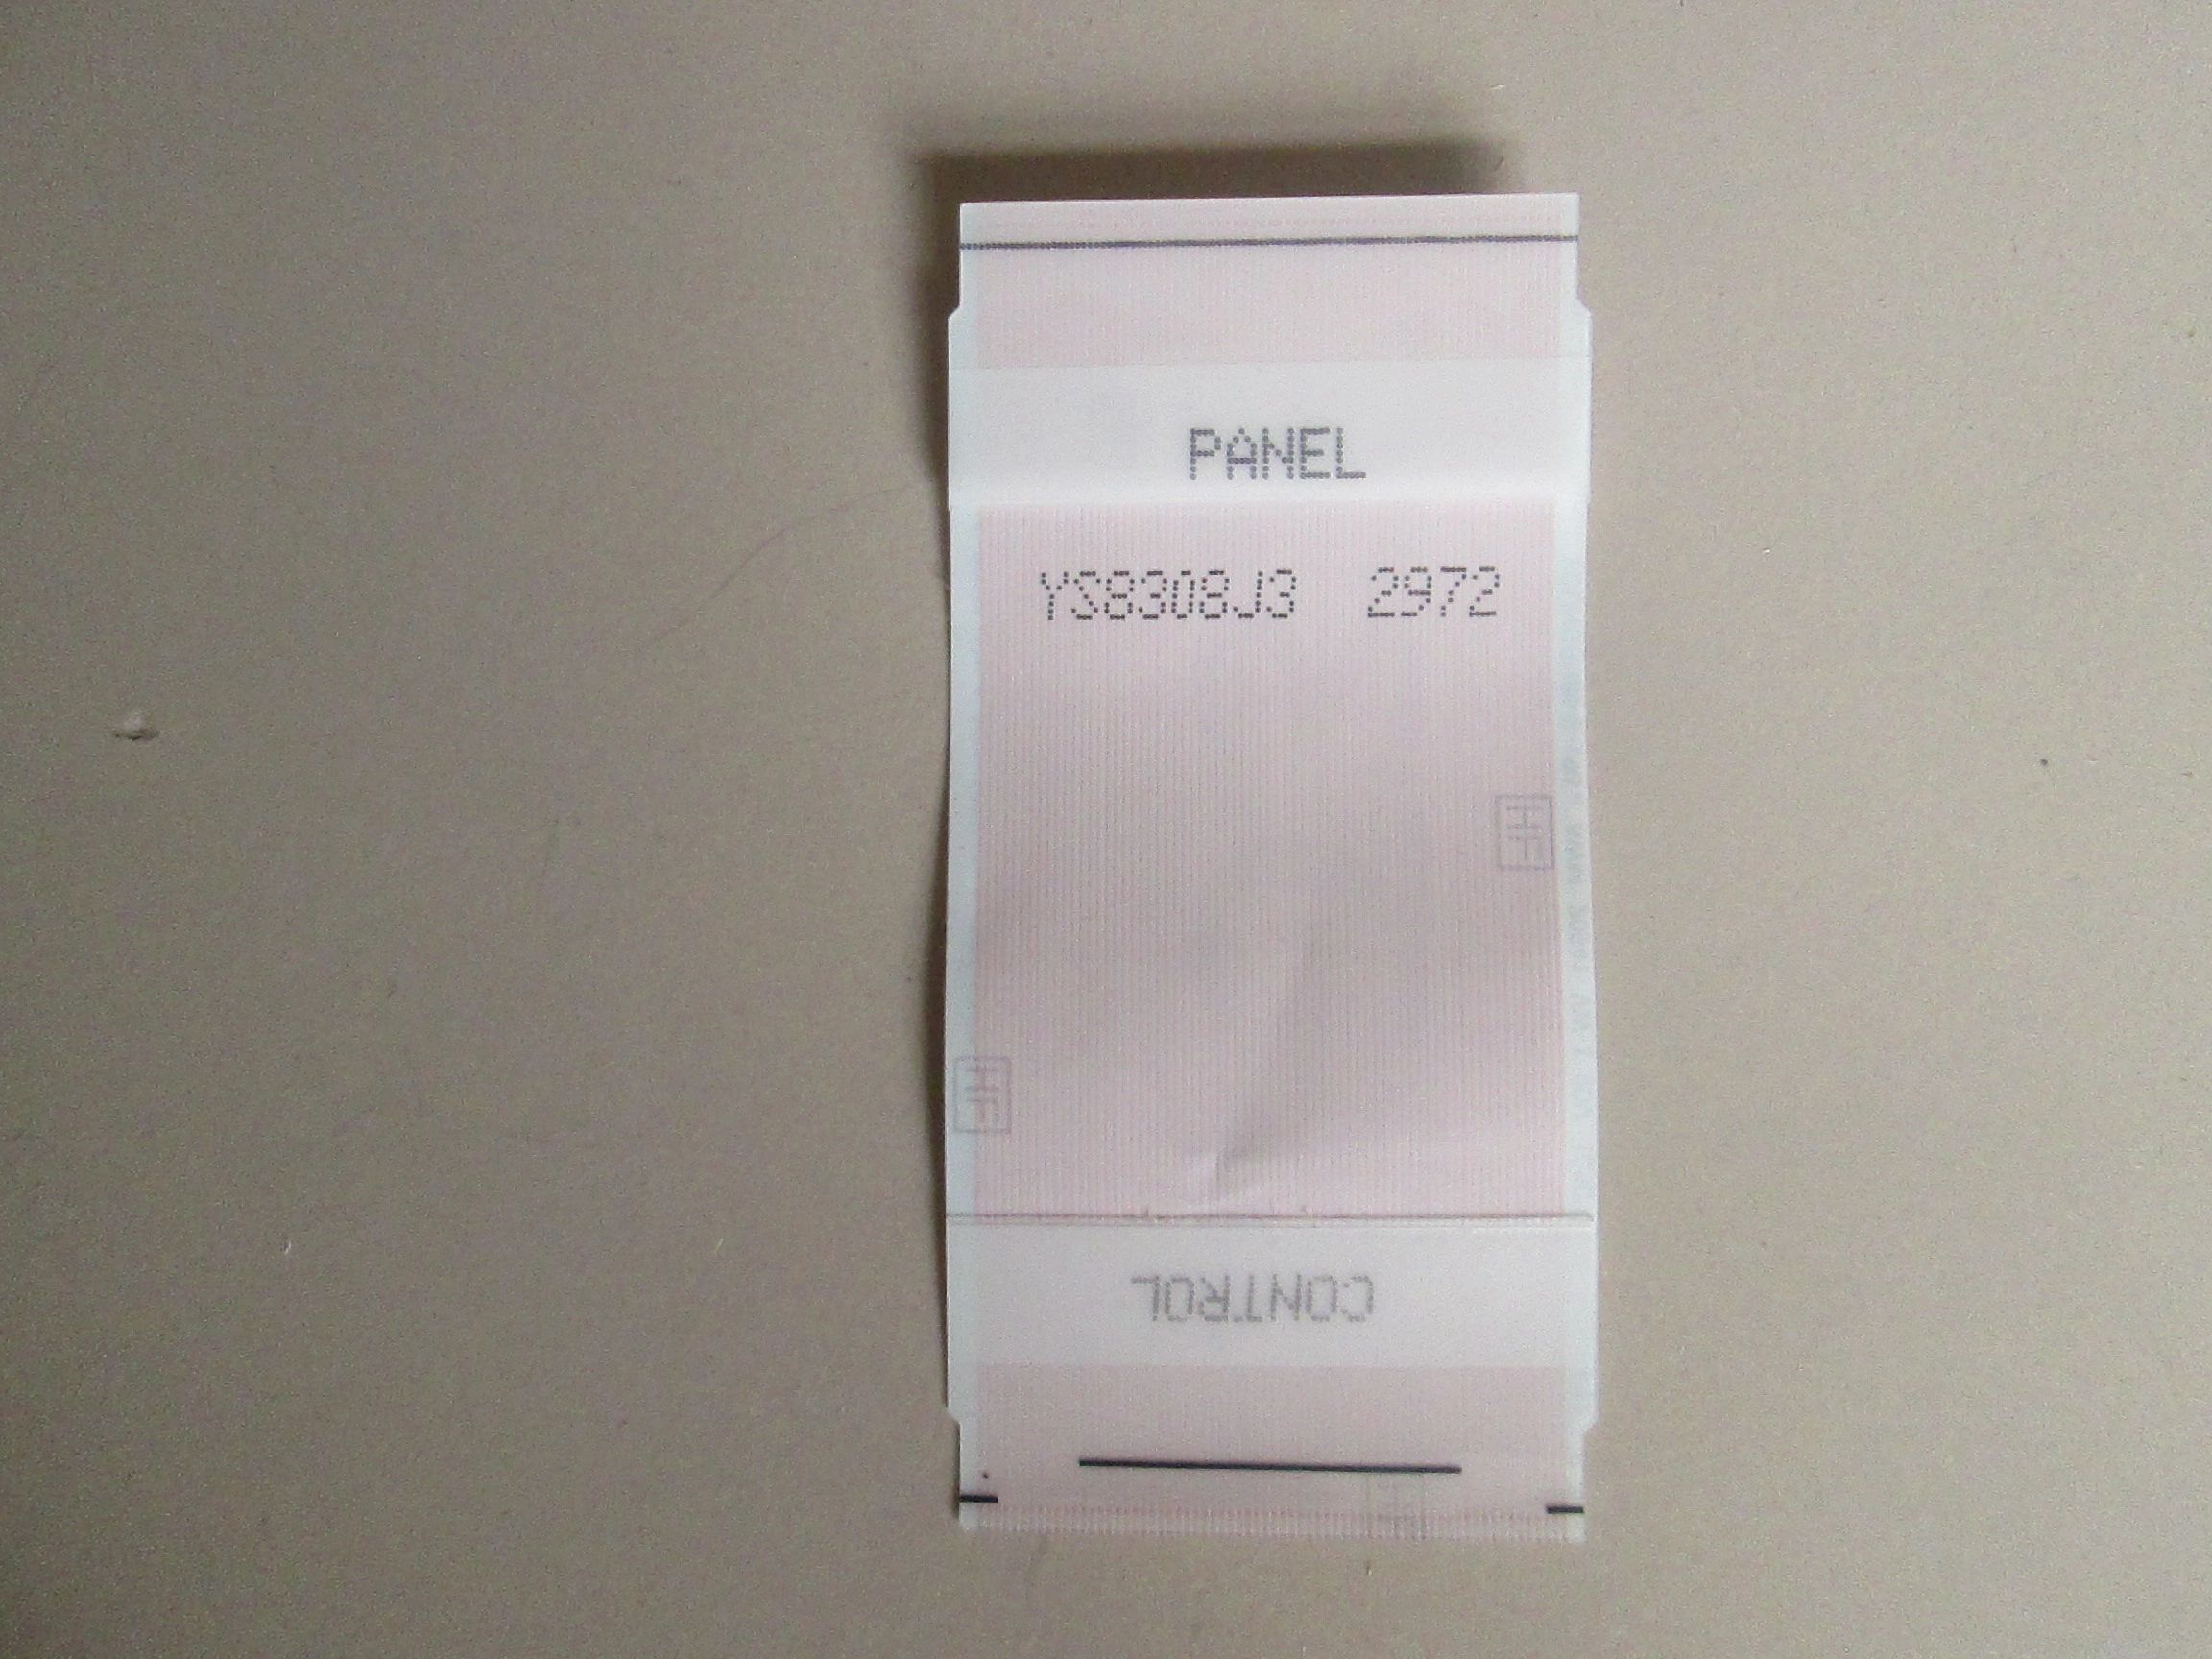 PANEL
YS8308J3 2972
CONTROL